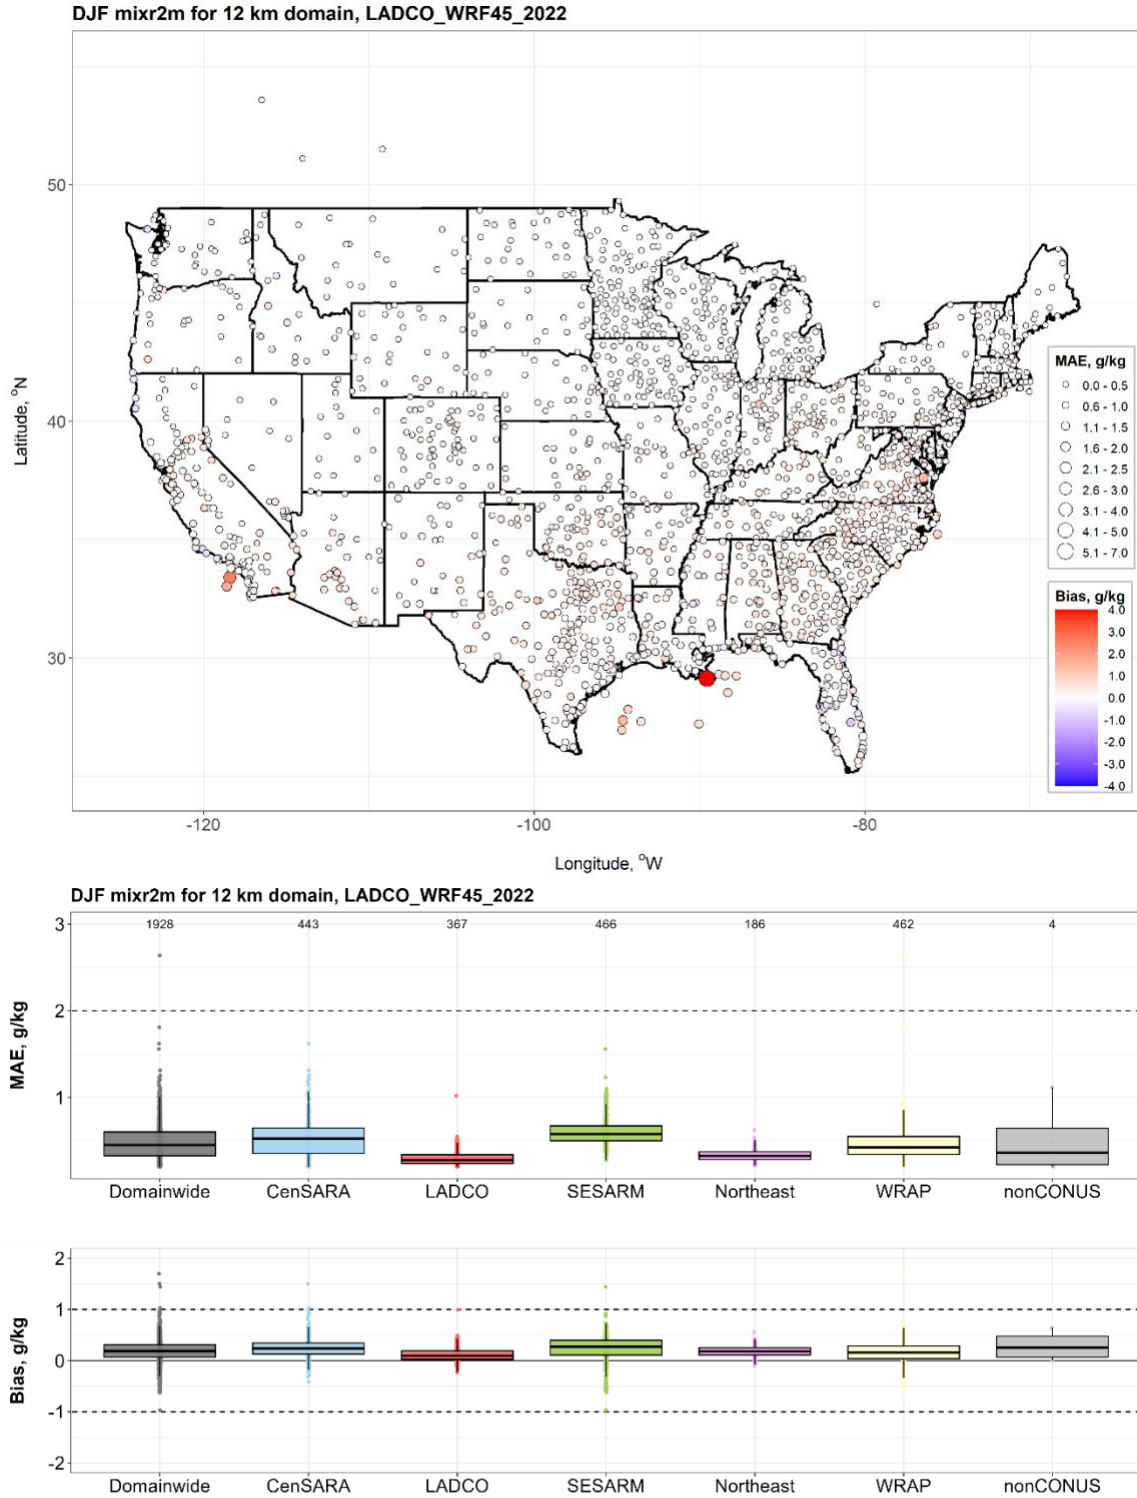 DJF mixr2m for 12 km domain, LADCO_WRF45_2022
Latitude, °N
50
40
30
-120
-100
-80
Longitude, °W
MAE, g/kg
0.0 - 0.5
0.6 - 1.0
1.1 - 1.5
1.6 - 2.0
2.1 - 2.5
2.6 - 3.0
3.1 - 4.0
4.1 - 5.0
5.1 - 7.0
Bias, g/kg
4.0
3.0
2.0
1.0
0.0
-1.0
-2.0
-3.0
-4.0
DJF mixr2m for 12 km domain, LADCO_WRF45_2022
MAE, g/kg
3
2
1
1928 443 367 466 186 462 4
Domainwide CenSARA LADCO SESARM Northeast WRAP nonCONUS
Bias, g/kg
2
1
0
-1
-2
Domainwide CenSARA LADCO SESARM Northeast WRAP nonCONUS